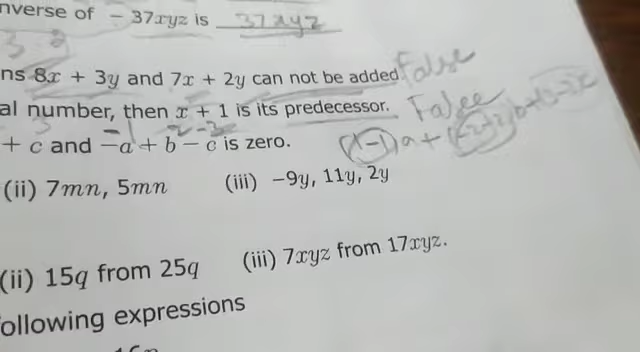 nverse of - 37xyz is 37xyz
3 2
ns 8x + 3y and 7x + 2y can not be added False
al number, then x + 1 is its predecessor. False
+ c and -a + b - c is zero.
(ii) 7mn, 5mn (iii) -9y, 11y, 2y
(ii) 15q from 25q (iii) 7xyz from 17xyz.
ollowing expressions